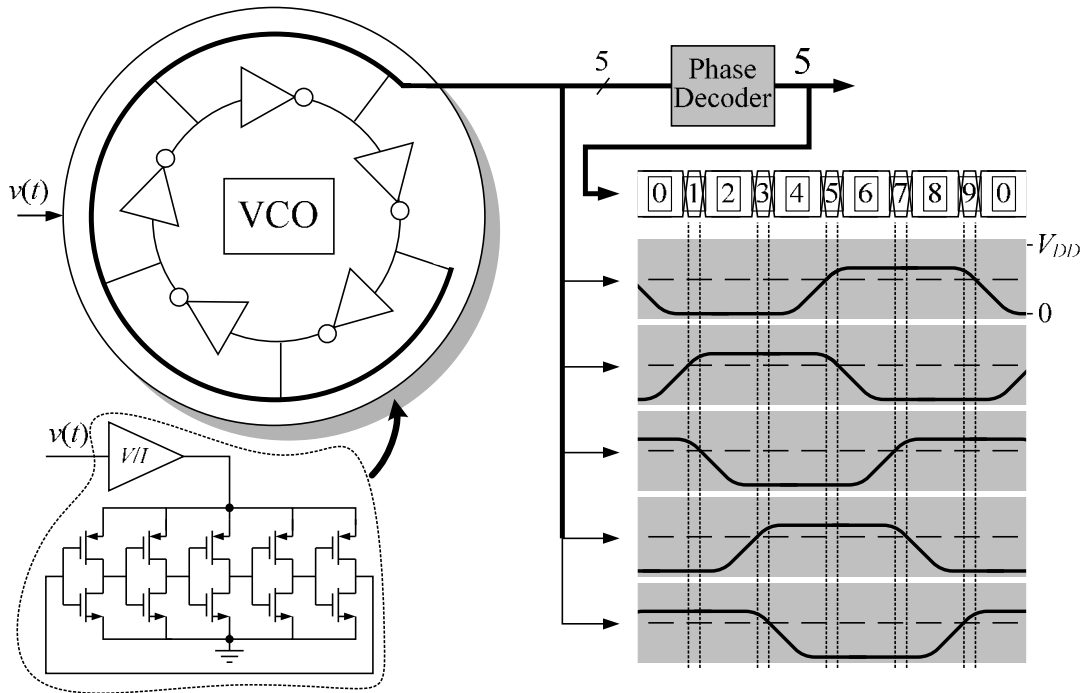 5
Phase
Decoder
5
v(t)
VCO
0 1 2 3 4 5 6 7 8 9 0
V_DD
0
v(t)
V/I